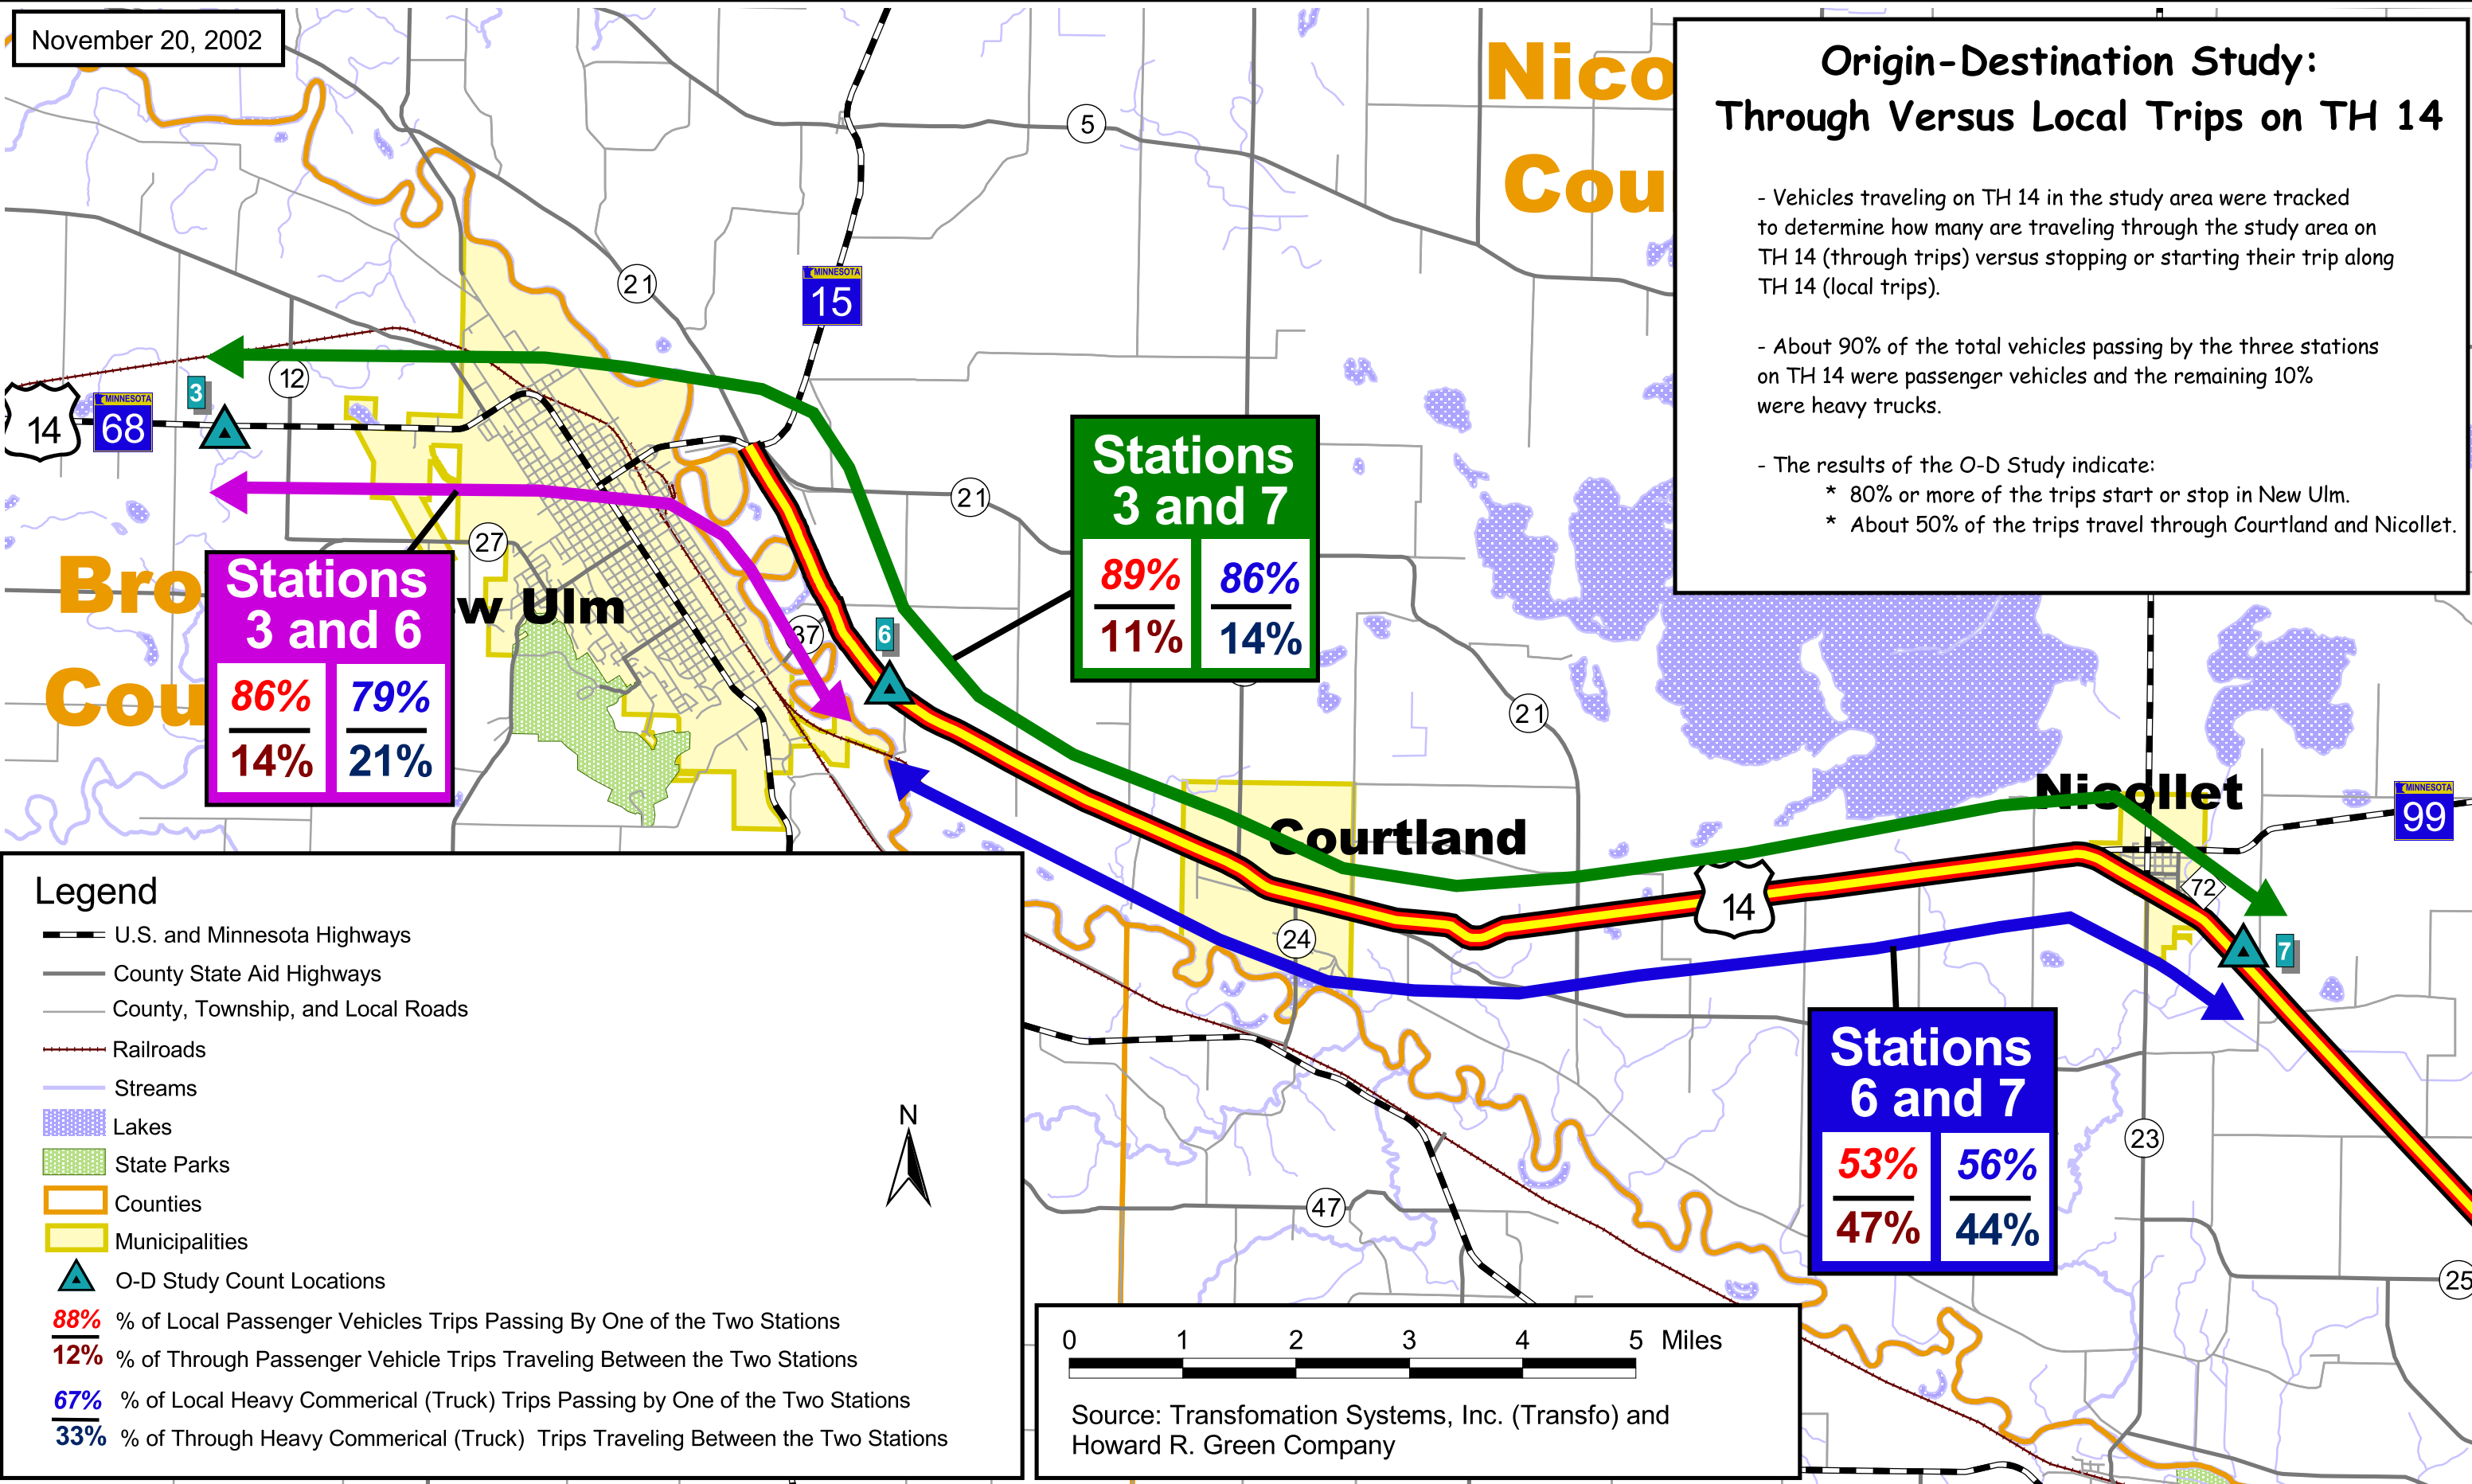 November 20, 2002
Origin-Destination Study:
Through Versus Local Trips on TH 14
- Vehicles traveling on TH 14 in the study area were tracked
to determine how many are traveling through the study area on
TH 14 (through trips) versus stopping or starting their trip along
TH 14 (local trips).
- About 90% of the total vehicles passing by the three stations
on TH 14 were passenger vehicles and the remaining 10%
were heavy trucks.
- The results of the O-D Study indicate:
* 80% or more of the trips start or stop in New Ulm.
* About 50% of the trips travel through Courtland and Nicollet.
Nico
Cou
5
21
MINNESOTA
15
12
3
14
MINNESOTA
68
21
27
Bro
Cou
w Ulm
37
6
Stations
3 and 7
89% 86%
11% 14%
Stations
3 and 6
86% 79%
14% 21%
21
Courtland
Nicollet
MINNESOTA
99
14
72
24
7
Stations
6 and 7
53% 56%
47% 44%
23
47
25
Legend
U.S. and Minnesota Highways
County State Aid Highways
County, Township, and Local Roads
Railroads
Streams
Lakes
State Parks
Counties
Municipalities
O-D Study Count Locations
88% % of Local Passenger Vehicles Trips Passing By One of the Two Stations
12% % of Through Passenger Vehicle Trips Traveling Between the Two Stations
67% % of Local Heavy Commerical (Truck) Trips Passing by One of the Two Stations
33% % of Through Heavy Commerical (Truck) Trips Traveling Between the Two Stations
N
0 1 2 3 4 5 Miles
Source: Transfomation Systems, Inc. (Transfo) and
Howard R. Green Company